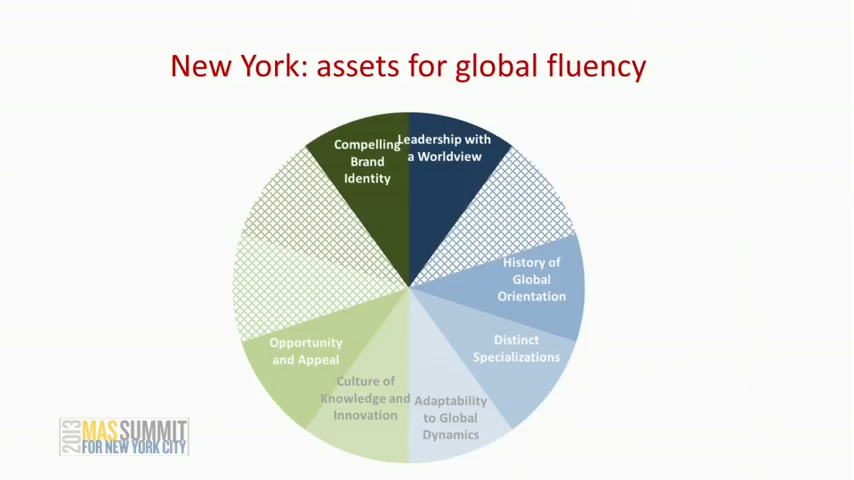 New York: assets for global fluency
Compelling
Brand
Identity
Leadership with
a Worldview
History of
Global
Orientation
Distinct
Specializations
Adaptability
to Global
Dynamics
Culture of
Knowledge and
Innovation
Opportunity
and Appeal
2013
MAS SUMMIT
FOR NEW YORK CITY